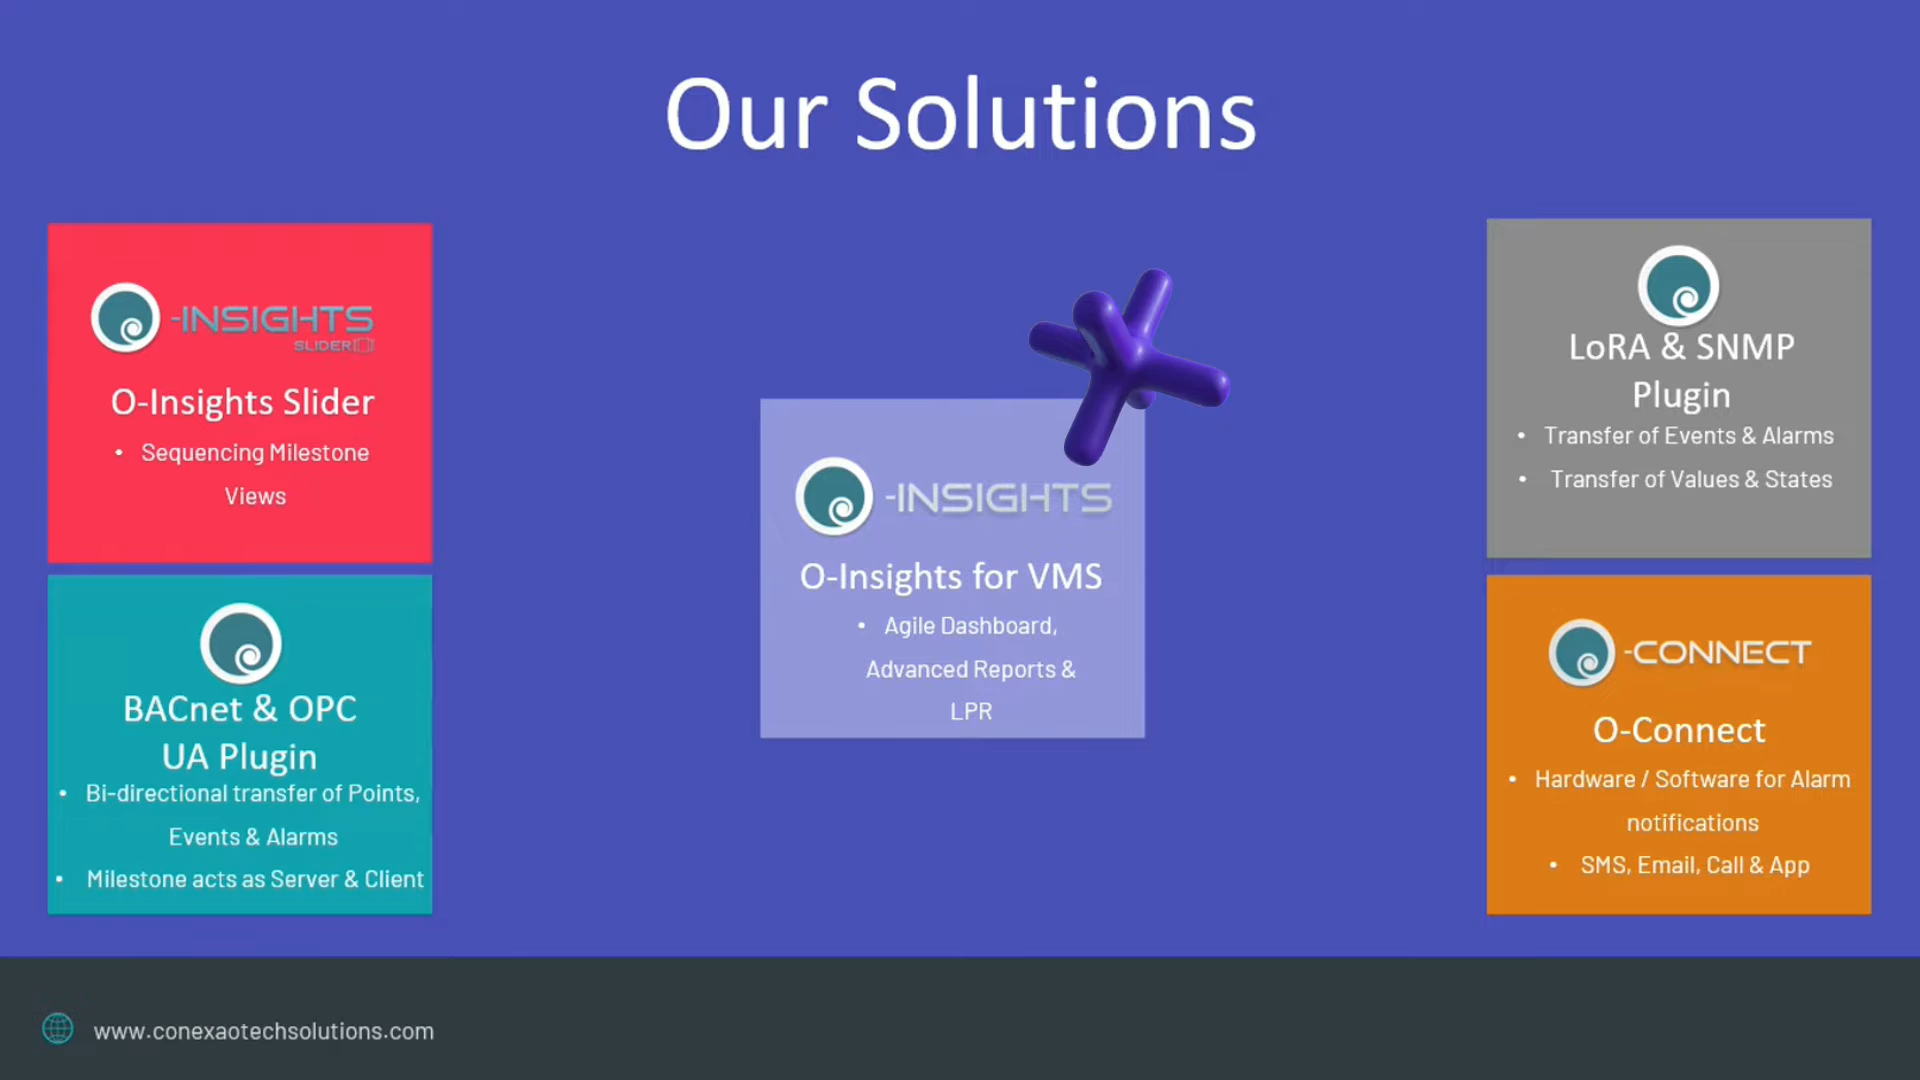 Our Solutions
-INSIGHTS
SLIDER
O-Insights Slider
• Sequencing Milestone
Views
BACnet & OPC
UA Plugin
• Bi-directional transfer of Points,
Events & Alarms
• Milestone acts as Server & Client
-INSIGHTS
O-Insights for VMS
• Agile Dashboard,
Advanced Reports &
LPR
LoRA & SNMP
Plugin
• Transfer of Events & Alarms
• Transfer of Values & States
-CONNECT
O-Connect
• Hardware / Software for Alarm
notifications
• SMS, Email, Call & App
www.conexaotechsolutions.com